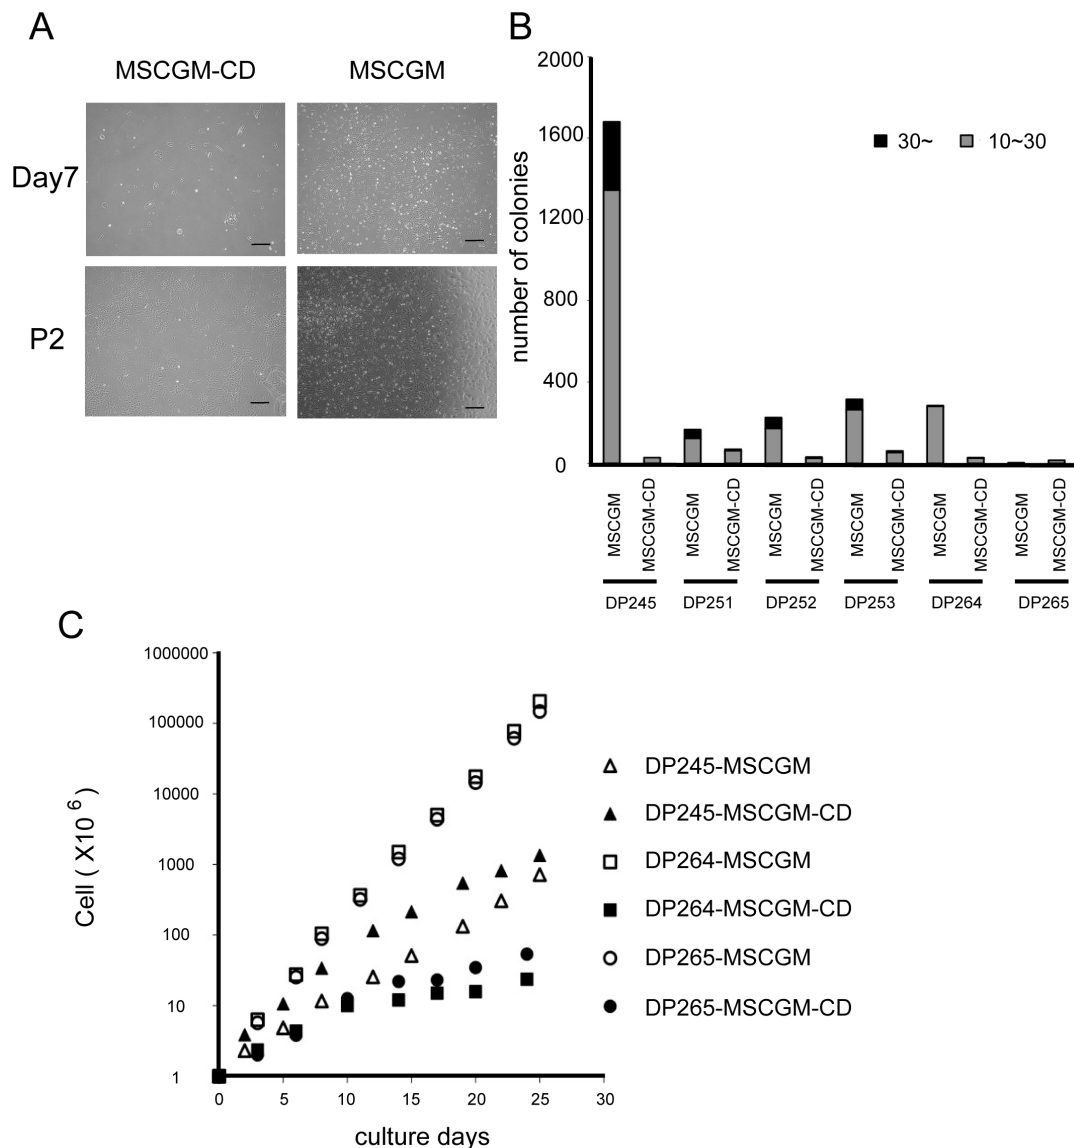 A
MSCGM-CD MSCGM
Day7
P2
B
2000
1600
1200
800
400
0
number of colonies
30~ 10~30
MSCGM MSCGM-CD MSCGM MSCGM-CD MSCGM MSCGM-CD MSCGM MSCGM-CD MSCGM MSCGM-CD MSCGM MSCGM-CD
DP245 DP251 DP252 DP253 DP264 DP265
C
1000000
100000
10000
1000
100
10
1
Cell ( X10 6 )
0 5 10 15 20 25 30
culture days
DP245-MSCGM
DP245-MSCGM-CD
DP264-MSCGM
DP264-MSCGM-CD
DP265-MSCGM
DP265-MSCGM-CD